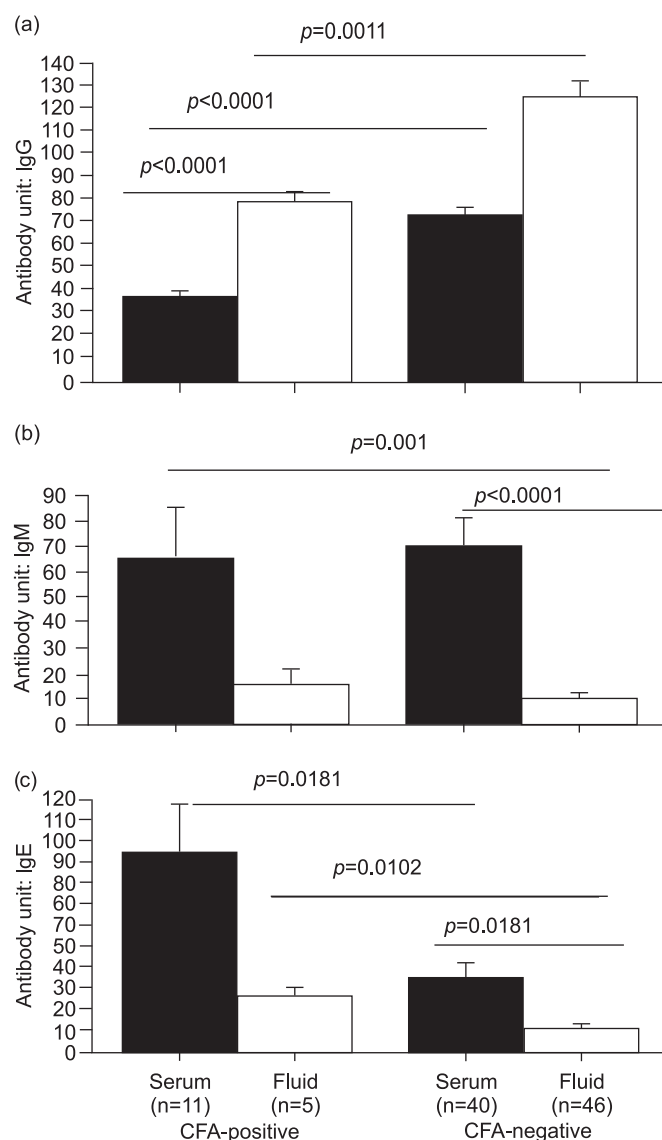 (a)
p=0.0011
p<0.0001
p<0.0001
Antibody unit: IgG
140
130
120
110
100
90
80
70
60
50
40
30
20
10
0
(b)
p=0.001
p<0.0001
Antibody unit: IgM
90
80
70
60
50
40
30
20
10
0
(c)
p=0.0181
p=0.0102
p=0.0181
Antibody unit: IgE
120
110
100
90
80
70
60
50
40
30
20
10
0
Serum Fluid Serum Fluid
(n=11) (n=5) (n=40) (n=46)
CFA-positive CFA-negative